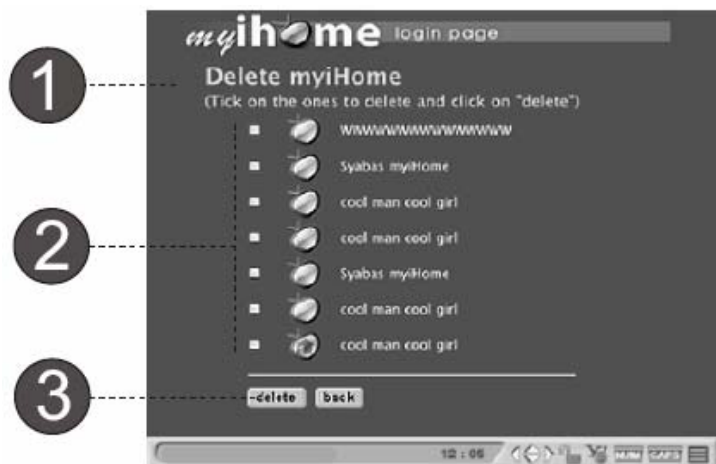 myihome login page
1
Delete myiHome
(Tick on the ones to delete and click on "delete")
Syabas myiHome
cool man cool girl
2
cool man cool girl
Syabas myiHome
cool man cool girl
cool man cool girl
3
-delete back
12 : 06 NUM CAPS